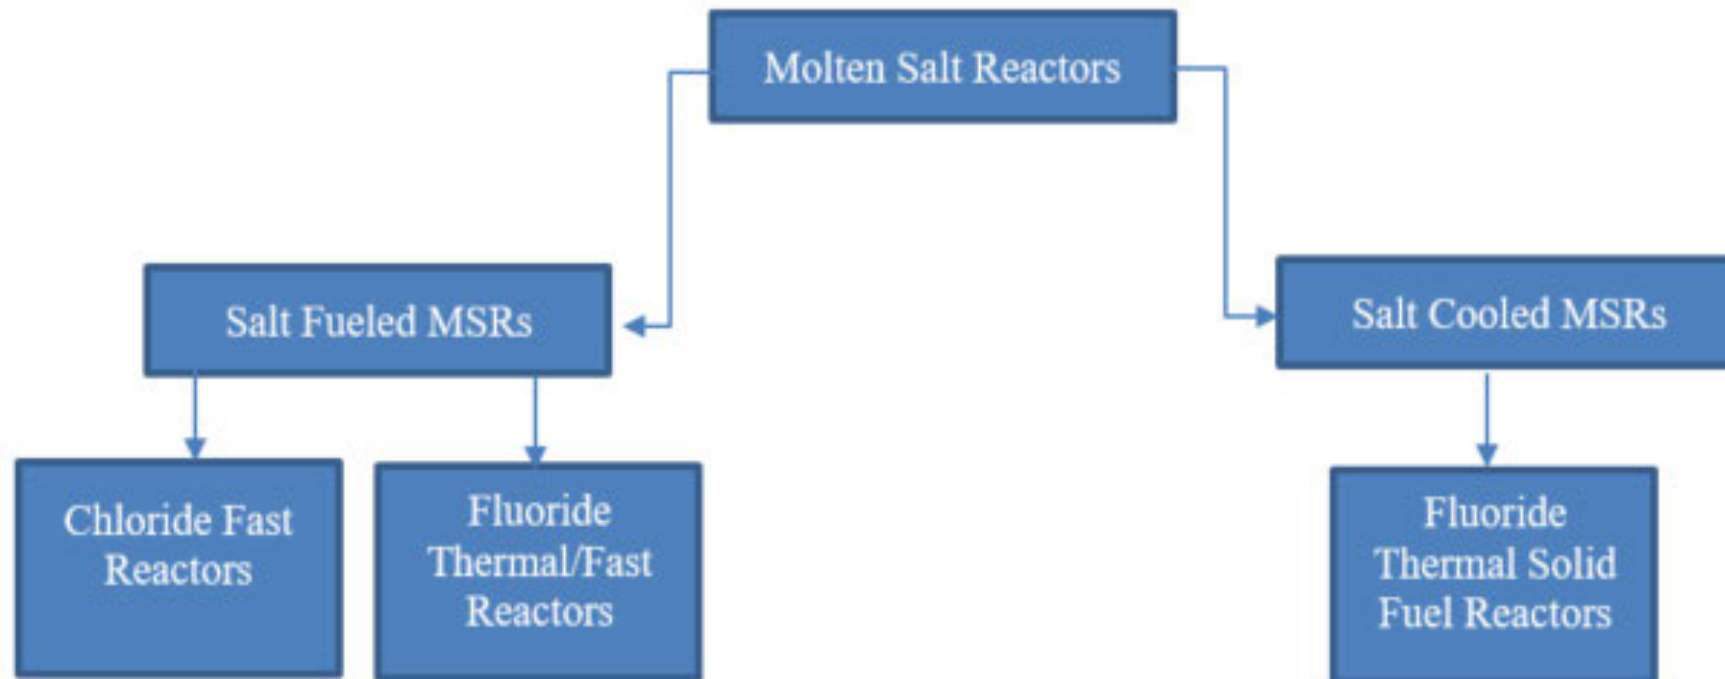 Molten Salt Reactors
Salt Fueled MSRs
Salt Cooled MSRs
Chloride Fast
Reactors
Fluoride
Thermal/Fast
Reactors
Fluoride
Thermal Solid
Fuel Reactors